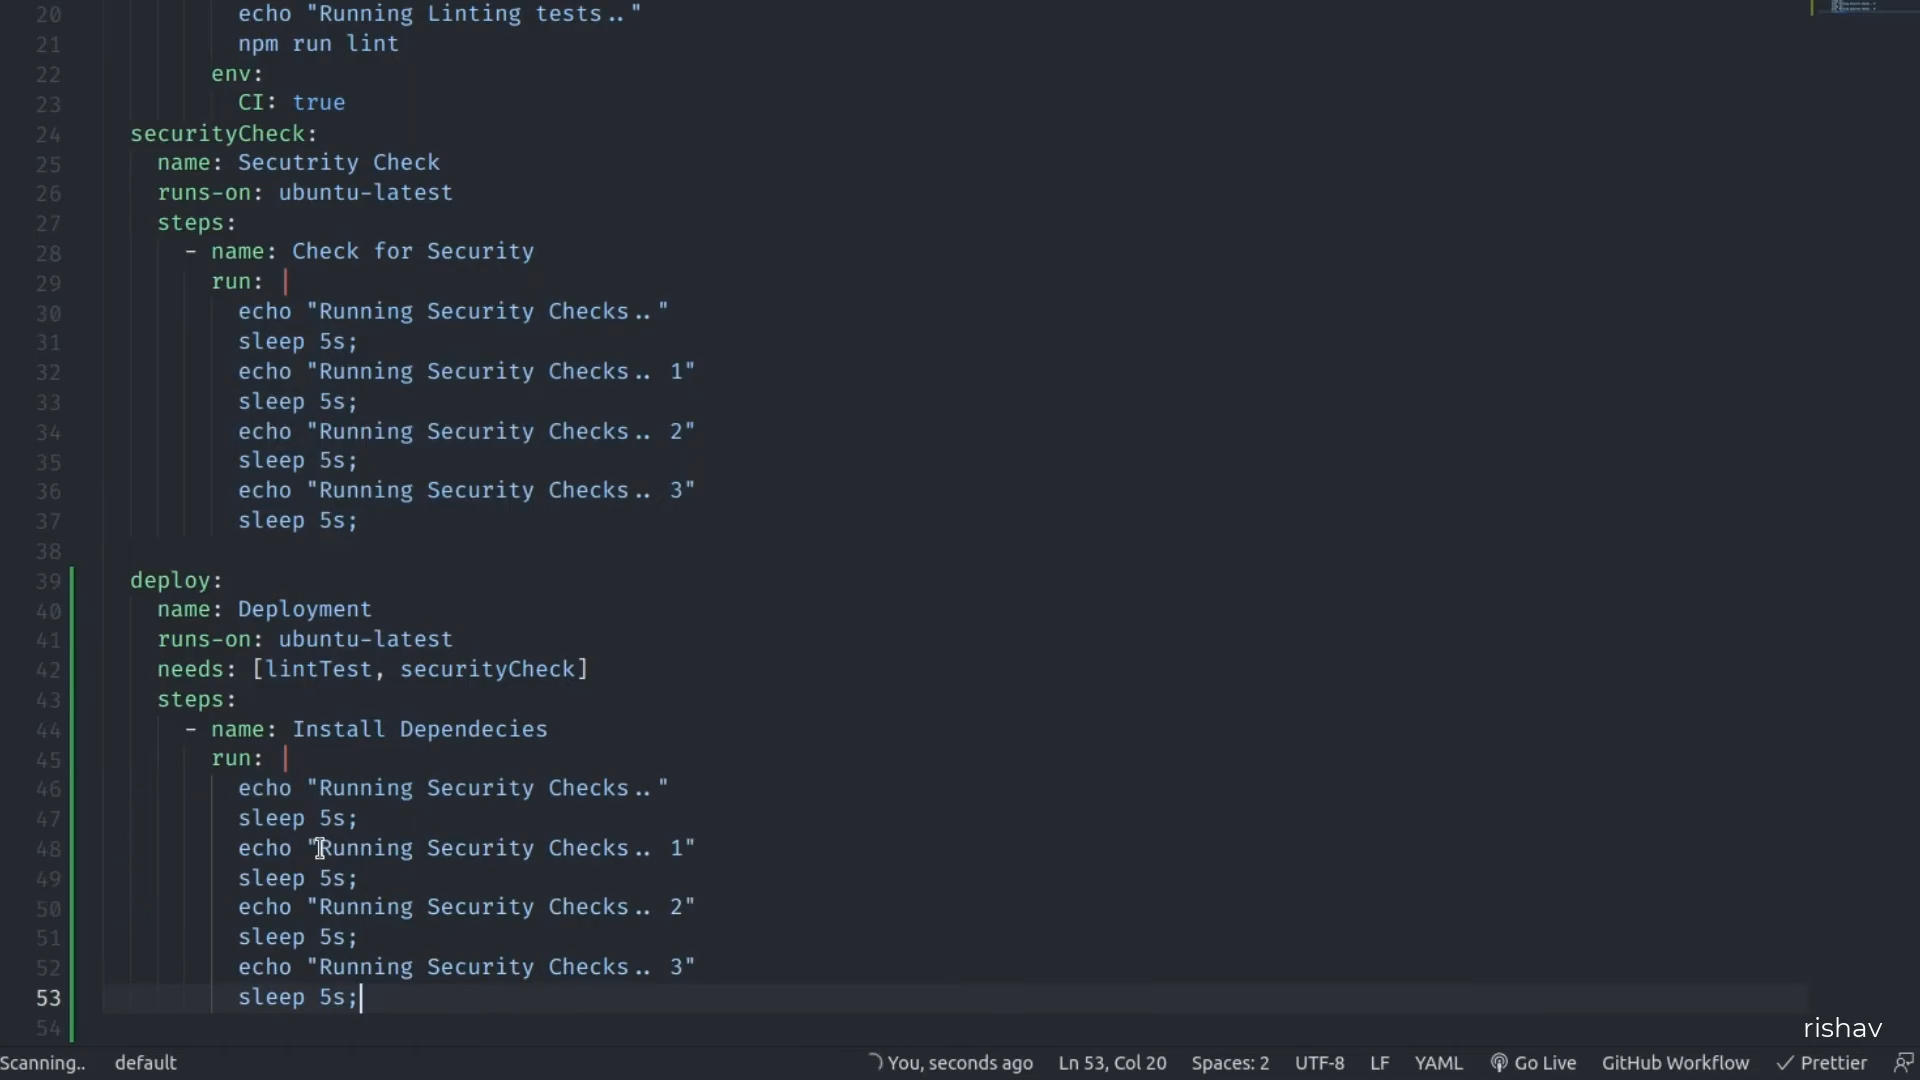 20 echo "Running Linting tests.."
21 npm run lint
22 env:
23 CI: true
24 securityCheck:
25 name: Secutrity Check
26 runs-on: ubuntu-latest
27 steps:
28 - name: Check for Security
29 run: |
30 echo "Running Security Checks.."
31 sleep 5s;
32 echo "Running Security Checks.. 1"
33 sleep 5s;
34 echo "Running Security Checks.. 2"
35 sleep 5s;
36 echo "Running Security Checks.. 3"
37 sleep 5s;
38
39 deploy:
40 name: Deployment
41 runs-on: ubuntu-latest
42 needs: [lintTest, securityCheck]
43 steps:
44 - name: Install Dependecies
45 run: |
46 echo "Running Security Checks.."
47 sleep 5s;
48 echo "Running Security Checks.. 1"
49 sleep 5s;
50 echo "Running Security Checks.. 2"
51 sleep 5s;
52 echo "Running Security Checks.. 3"
53 sleep 5s;
54
rishav
Scanning.. default You, seconds ago Ln 53, Col 20 Spaces: 2 UTF-8 LF YAML Go Live GitHub Workflow Prettier